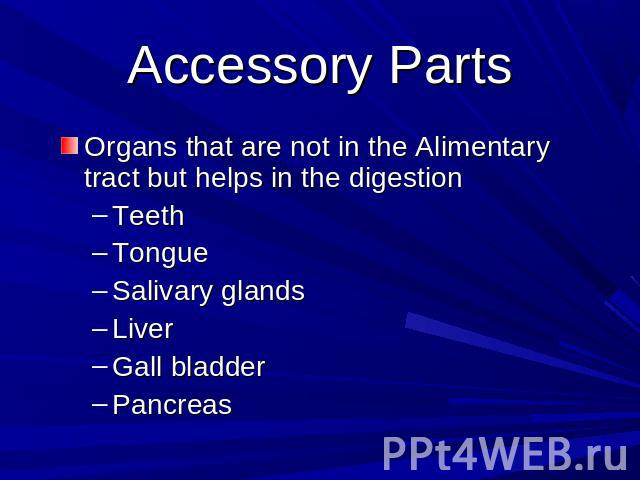 Accessory Parts
Organs that are not in the Alimentary
tract but helps in the digestion
– Teeth
– Tongue
– Salivary glands
– Liver
– Gall bladder
– Pancreas
PPt4WEB.ru